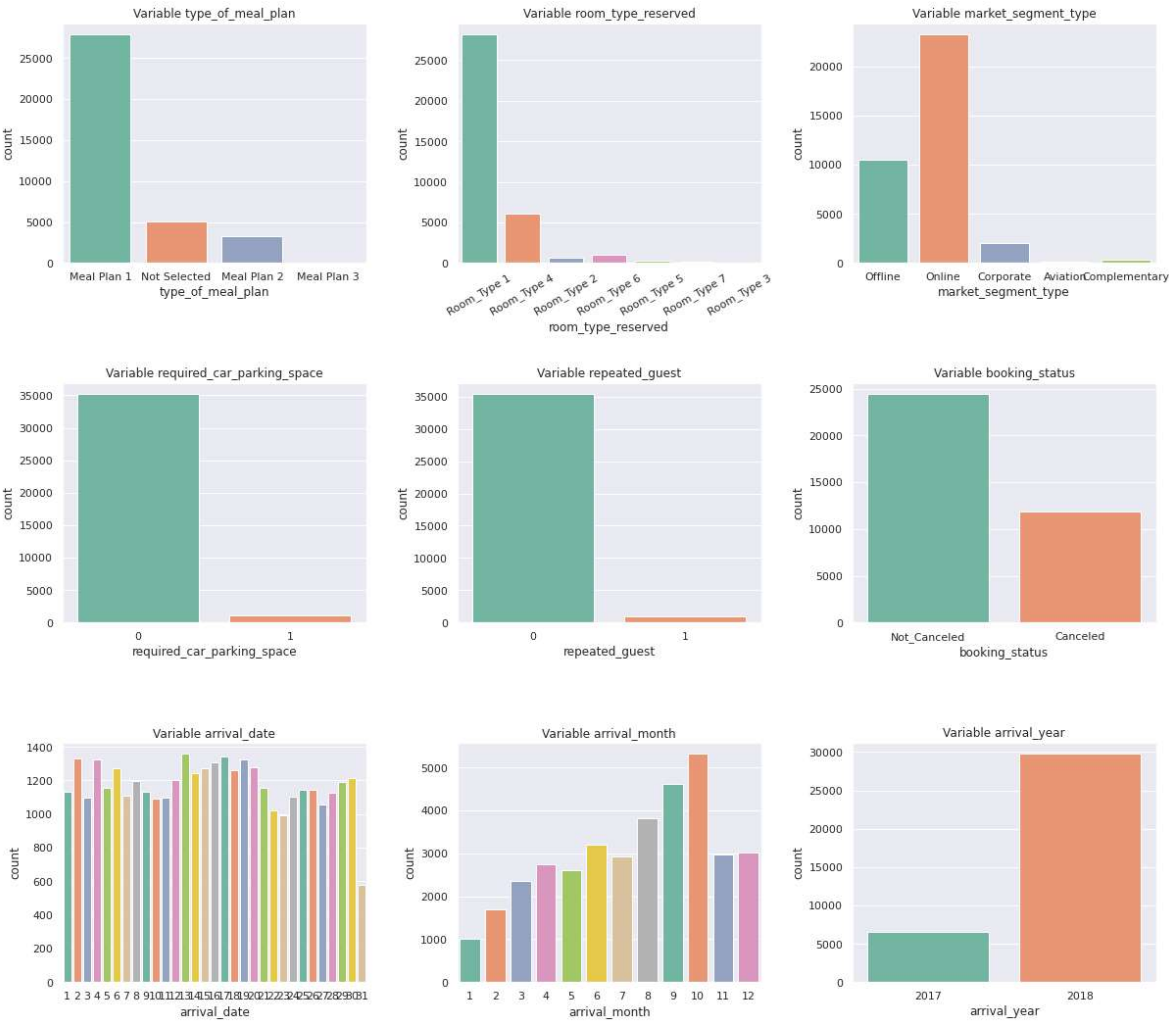 Variable type_of_meal_plan
25000
20000
15000
10000
5000
0
count
Meal Plan 1 Not Selected Meal Plan 2 Meal Plan 3
type_of_meal_plan
Variable room_type_reserved
25000
20000
15000
10000
5000
0
count
Room_Type 1 Room_Type 4 Room_Type 2 Room_Type 6 Room_Type 5 Room_Type 7 Room_Type 3
room_type_reserved
Variable market_segment_type
20000
15000
10000
5000
0
count
Offline Online Corporate Aviation Complementary
market_segment_type
Variable required_car_parking_space
35000
30000
25000
20000
15000
10000
5000
0
count
0 1
required_car_parking_space
Variable repeated_guest
35000
30000
25000
20000
15000
10000
5000
0
count
0 1
repeated_guest
Variable booking_status
25000
20000
15000
10000
5000
0
count
Not_Canceled Canceled
booking_status
Variable arrival_date
1400
1200
1000
800
600
400
200
0
count
1 2 3 4 5 6 7 8 9 10 11 12 13 14 15 16 17 18 19 20 21 22 23 24 25 26 27 28 29 30 31
arrival_date
Variable arrival_month
5000
4000
3000
2000
1000
0
count
1 2 3 4 5 6 7 8 9 10 11 12
arrival_month
Variable arrival_year
30000
25000
20000
15000
10000
5000
0
count
2017 2018
arrival_year